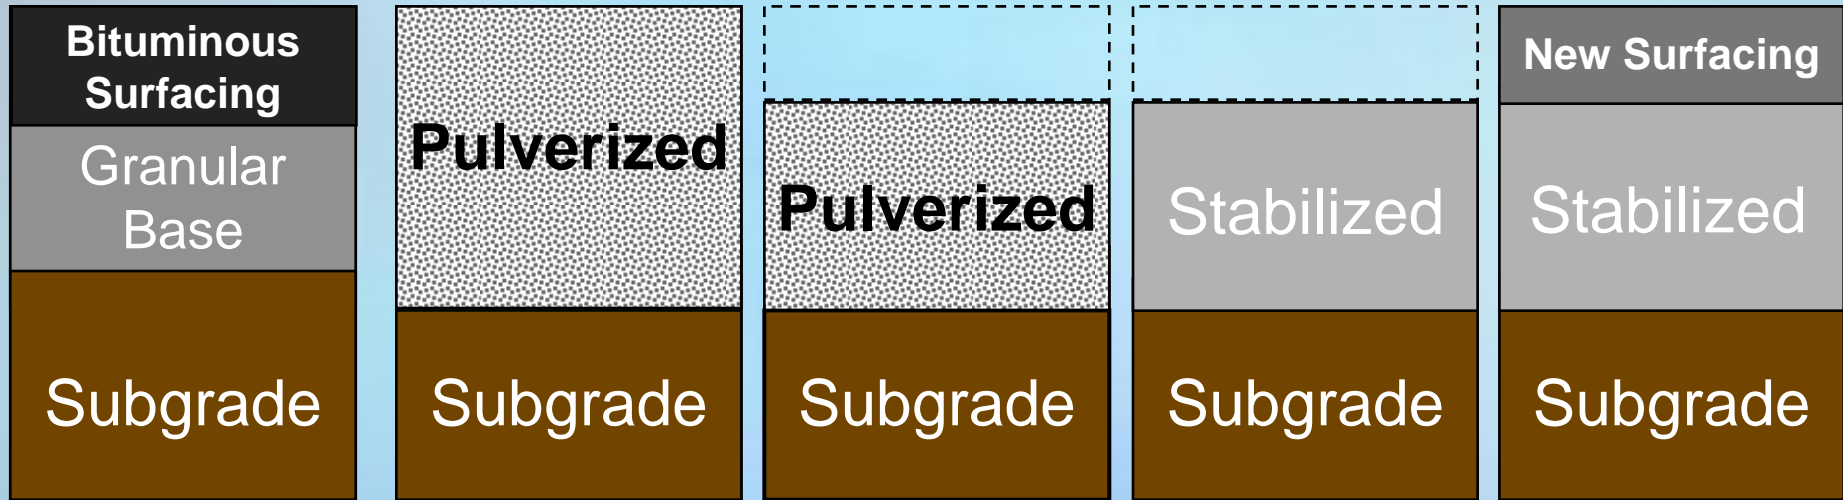 Bituminous
Surfacing
Granular
Base
Subgrade
Pulverized
Subgrade
Pulverized
Subgrade
Stabilized
Subgrade
New Surfacing
Stabilized
Subgrade